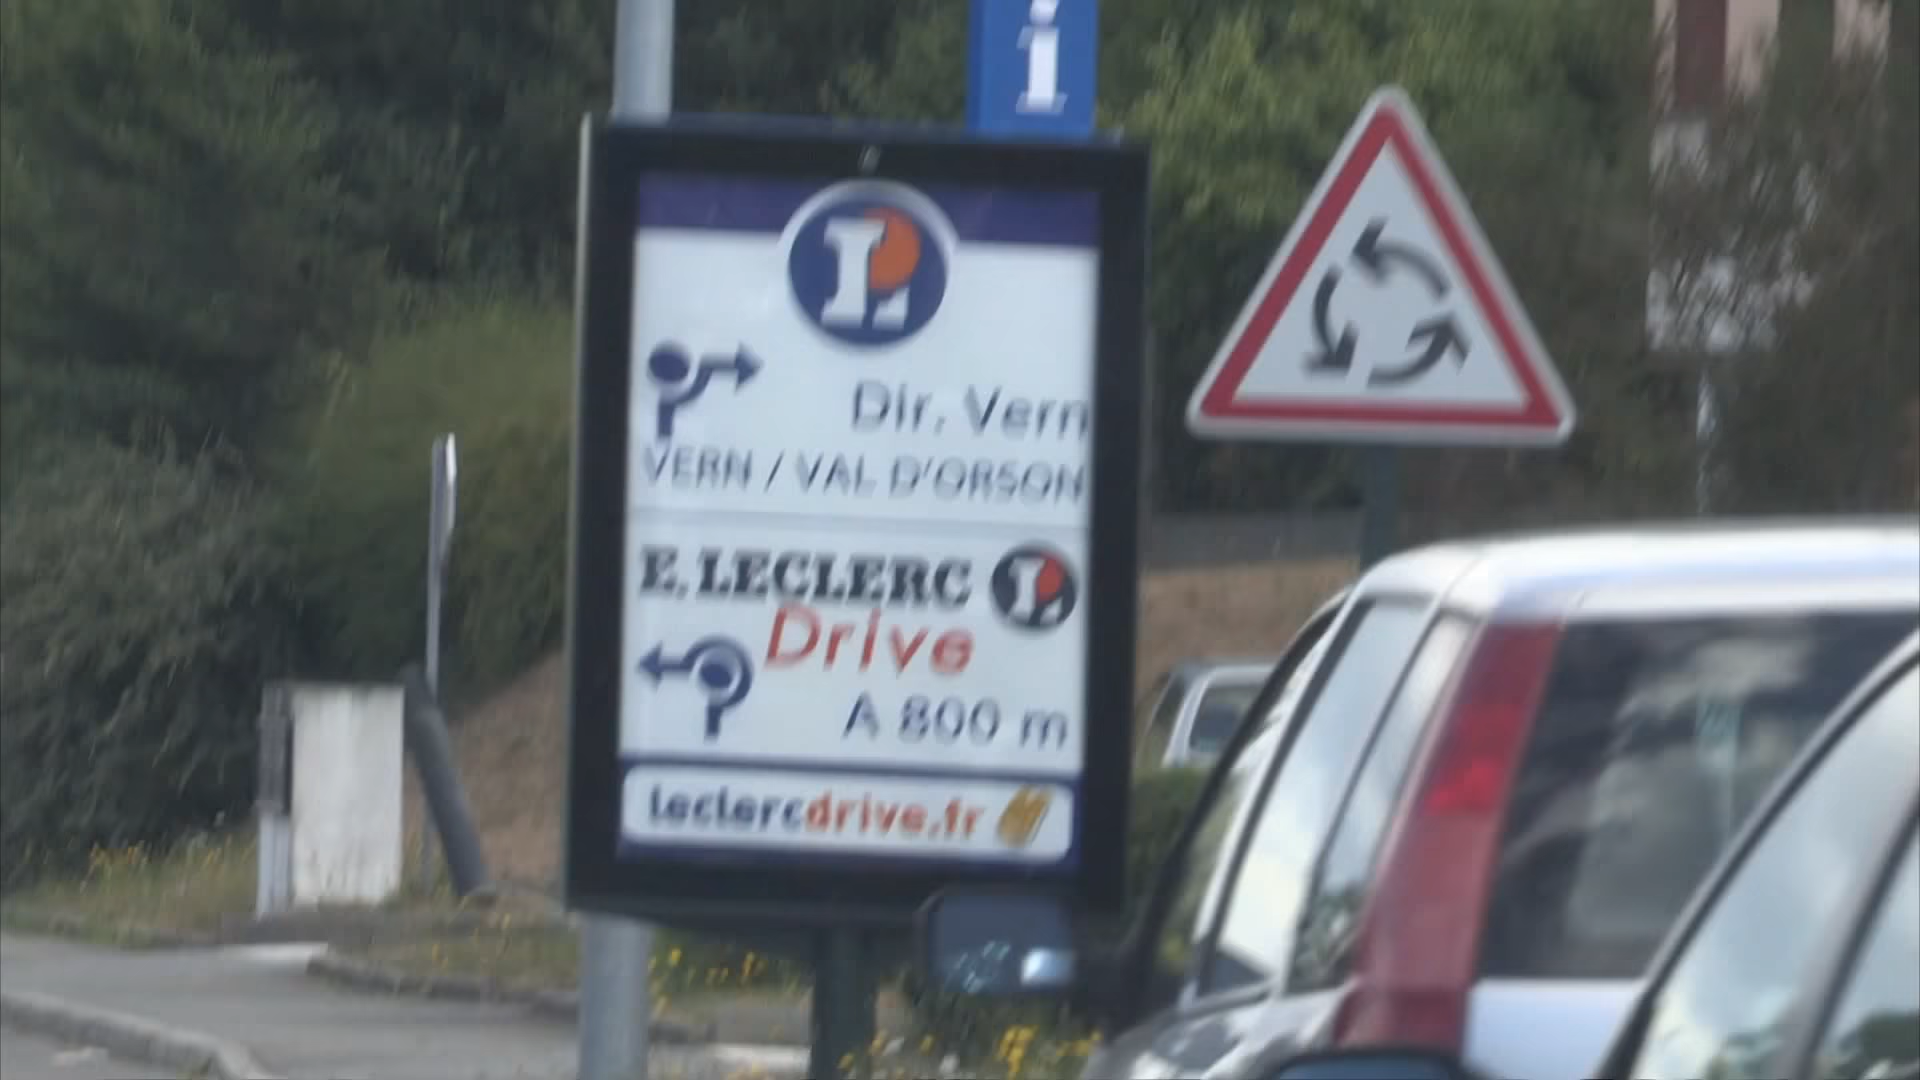 i
L
Dir. Vern
VERN / VAL D'ORSON
E. LECLERC L
Drive
A 800 m
leclercdrive.fr